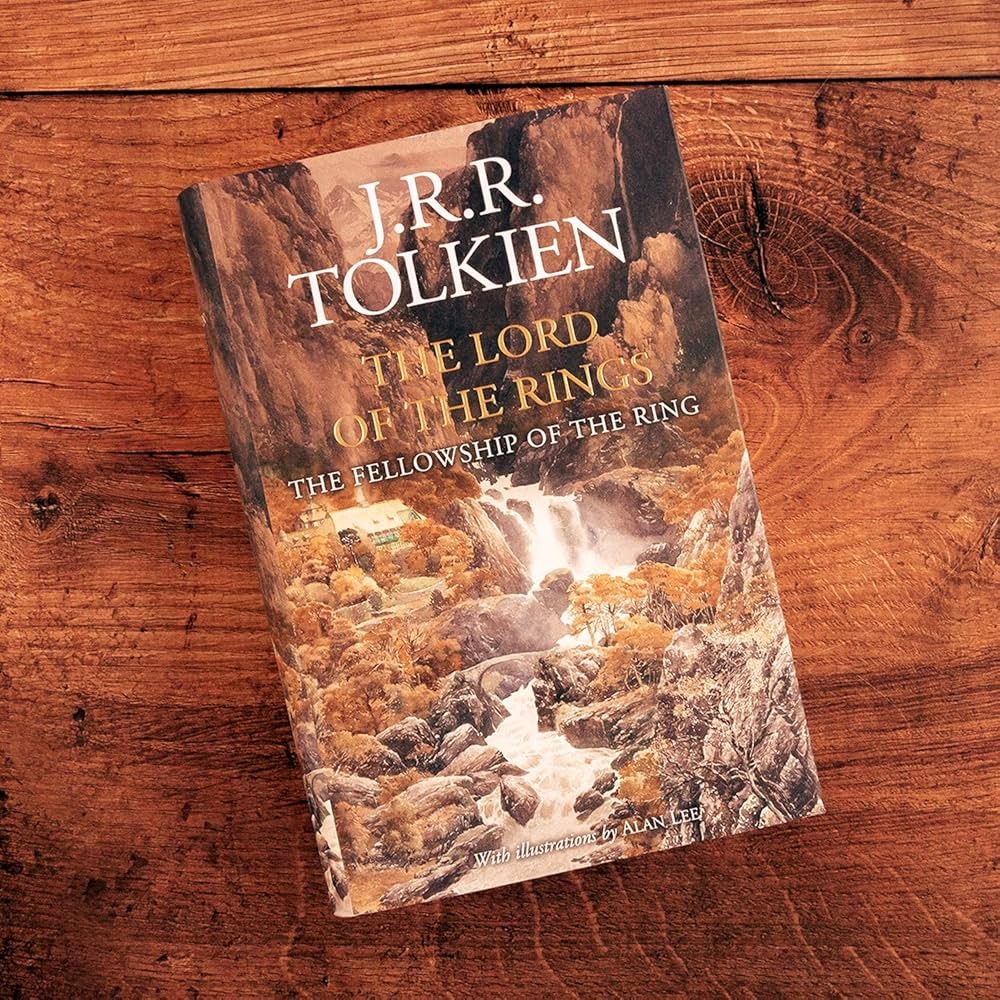 J.R.R.
TOLKIEN
THE LORD
OF THE RINGS
THE FELLOWSHIP OF THE RING
With illustrations by ALAN LEE